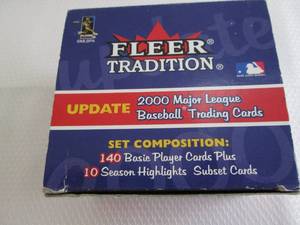 FLEER
TRADITION
UPDATE 2000 Major League
Baseball Trading Cards
SET COMPOSITION:
140 Basic Player Cards Plus
10 Season Highlights Subset Cards